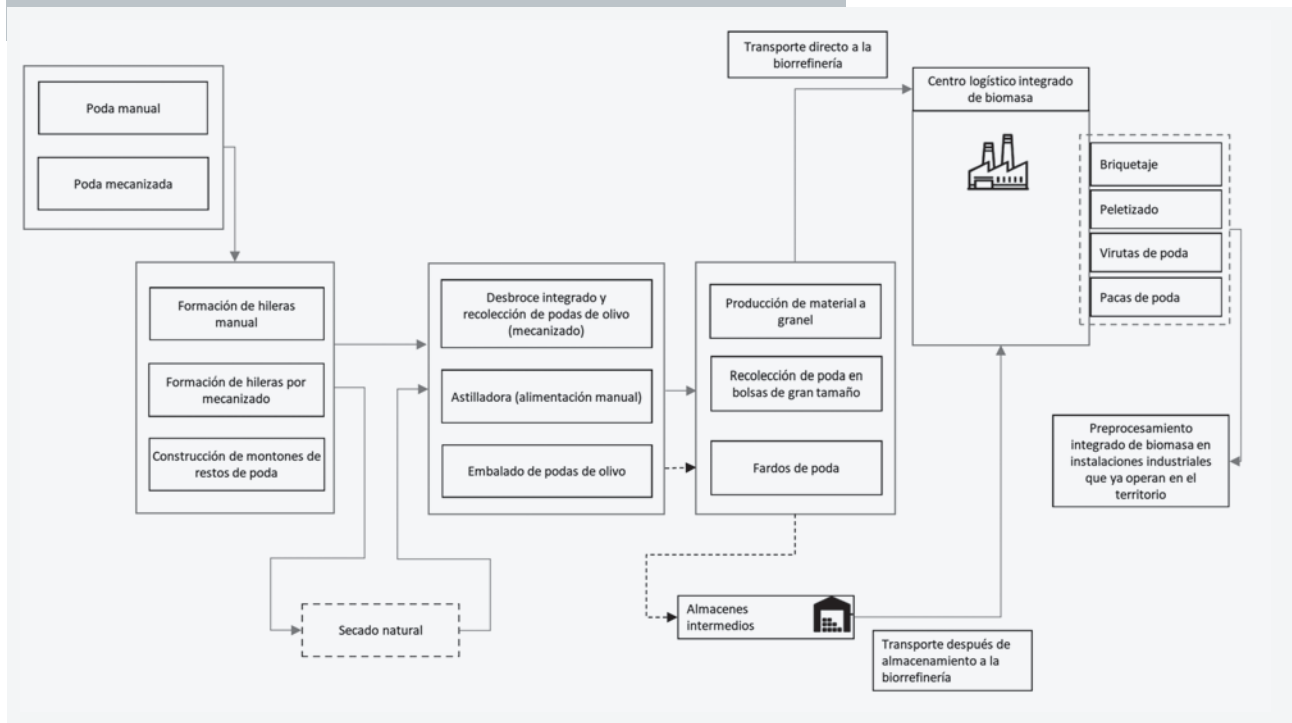 Poda manual
Poda mecanizada
Formación de hileras
manual
Formación de hileras por
mecanizado
Construcción de montones de
restos de poda
Secado natural
Desbroce integrado y
recolección de podas de olivo
(mecanizado)
Astilladora (alimentación manual)
Embalado de podas de olivo
Producción de material a
granel
Recolección de poda en
bolsas de gran tamaño
Fardos de poda
Almacenes
intermedios
Transporte directo a la
biorrefinería
Transporte después de
almacenamiento a la
biorrefinería
Centro logístico integrado
de biomasa
Briquetaje
Peletizado
Virutas de poda
Pacas de poda
Preprocesamiento
integrado de biomasa en
instalaciones industriales
que ya operan en el
territorio